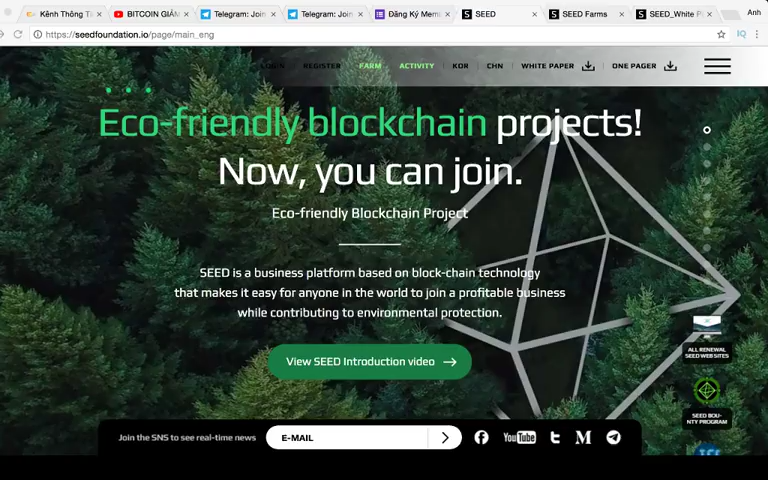 Kênh Thông Tạ
BITCOIN GIẢM
Telegram: Join
Telegram: Join
Đăng Ký Mem
SEED
SEED Farms
SEED_White P
Anh
https://seedfoundation.io/page/main_eng
LOGIN
REGISTER
FARM
ACTIVITY
KOR
CHN
WHITE PAPER
ONE PAGER
Eco-friendly blockchain projects!
Now, you can join.
Eco-friendly Blockchain Project
SEED is a business platform based on block-chain technology
that makes it easy for anyone in the world to join a profitable business
while contributing to environmental protection.
View SEED Introduction video
ALL RENEWAL
SEED WEB SITES
SEED BOU-
NTY PROGRAM
Join the SNS to see real-time news
E-MAIL
YouTube